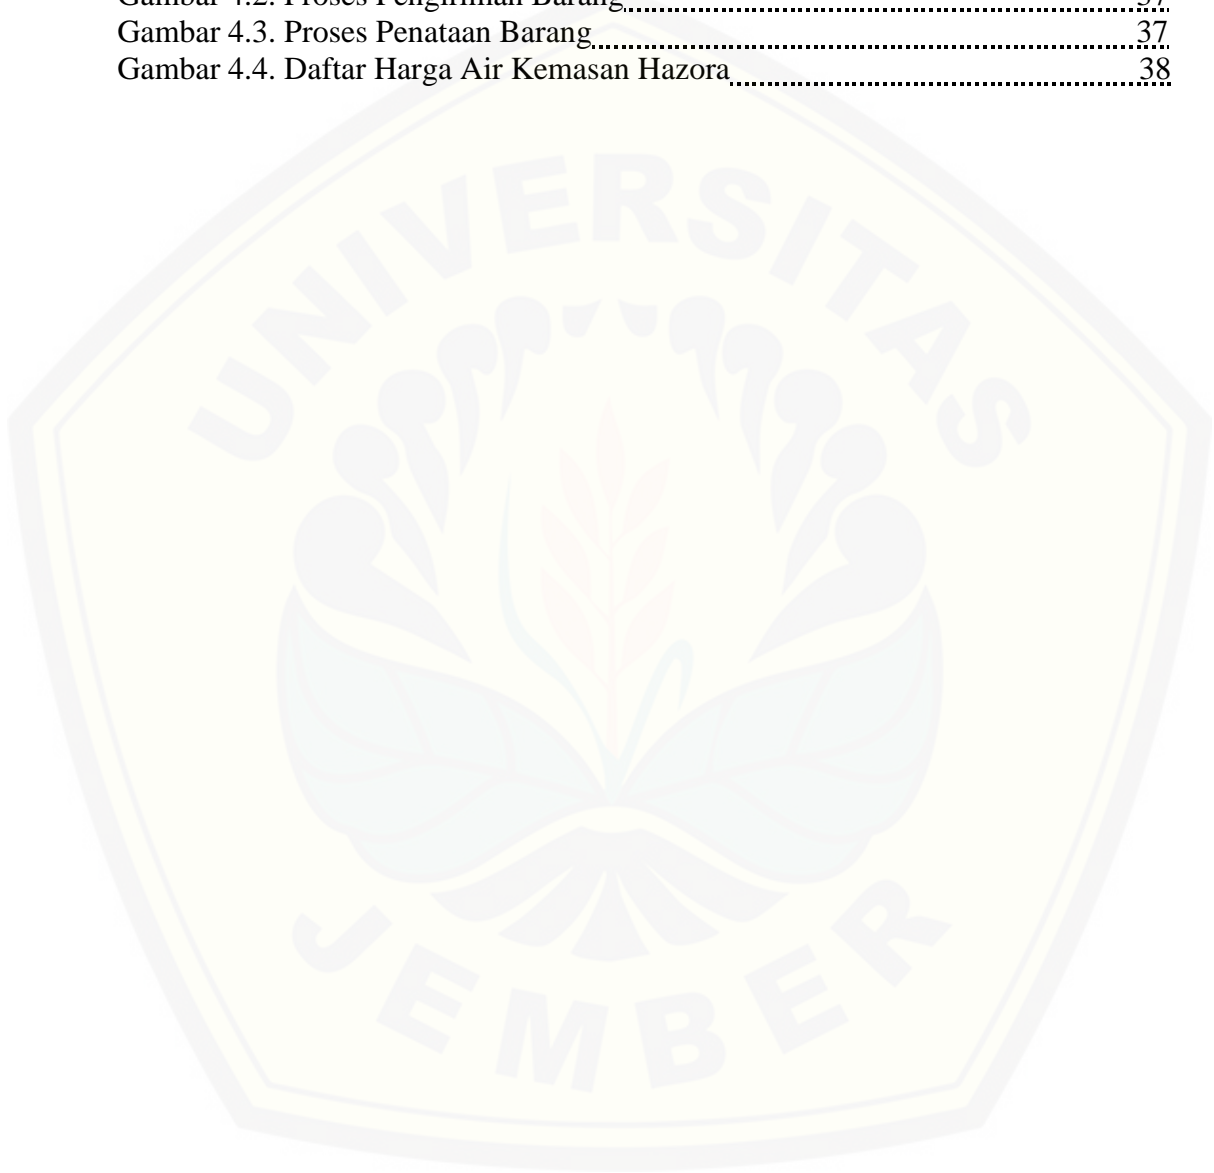 Gambar 4.2. Proses Pengiriman Barang 37
Gambar 4.3. Proses Penataan Barang 37
Gambar 4.4. Daftar Harga Air Kemasan Hazora 38
UNIVERSITAS
JEMBER